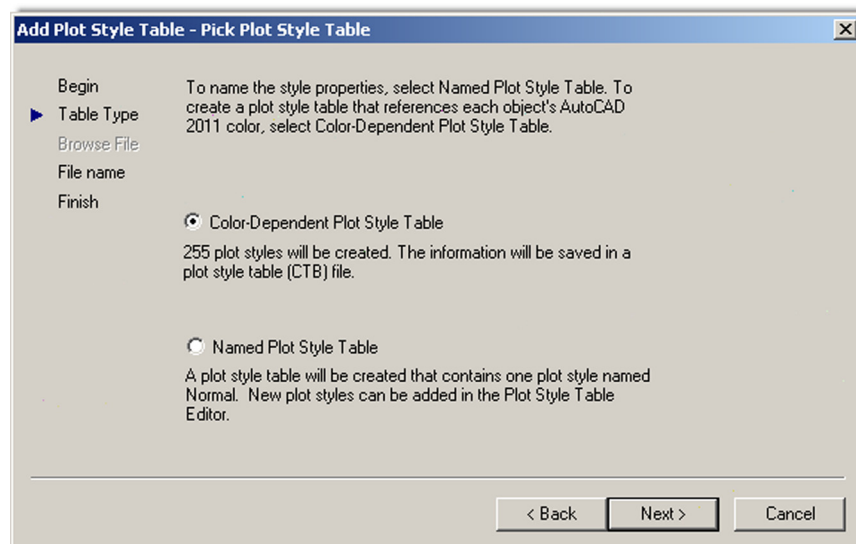 Add Plot Style Table - Pick Plot Style Table
Begin
Table Type
Browse File
File name
Finish
To name the style properties, select Named Plot Style Table. To
create a plot style table that references each object's AutoCAD
2011 color, select Color-Dependent Plot Style Table.
Color-Dependent Plot Style Table
255 plot styles will be created. The information will be saved in a
plot style table (CTB) file.
Named Plot Style Table
A plot style table will be created that contains one plot style named
Normal. New plot styles can be added in the Plot Style Table
Editor.
< Back
Next >
Cancel